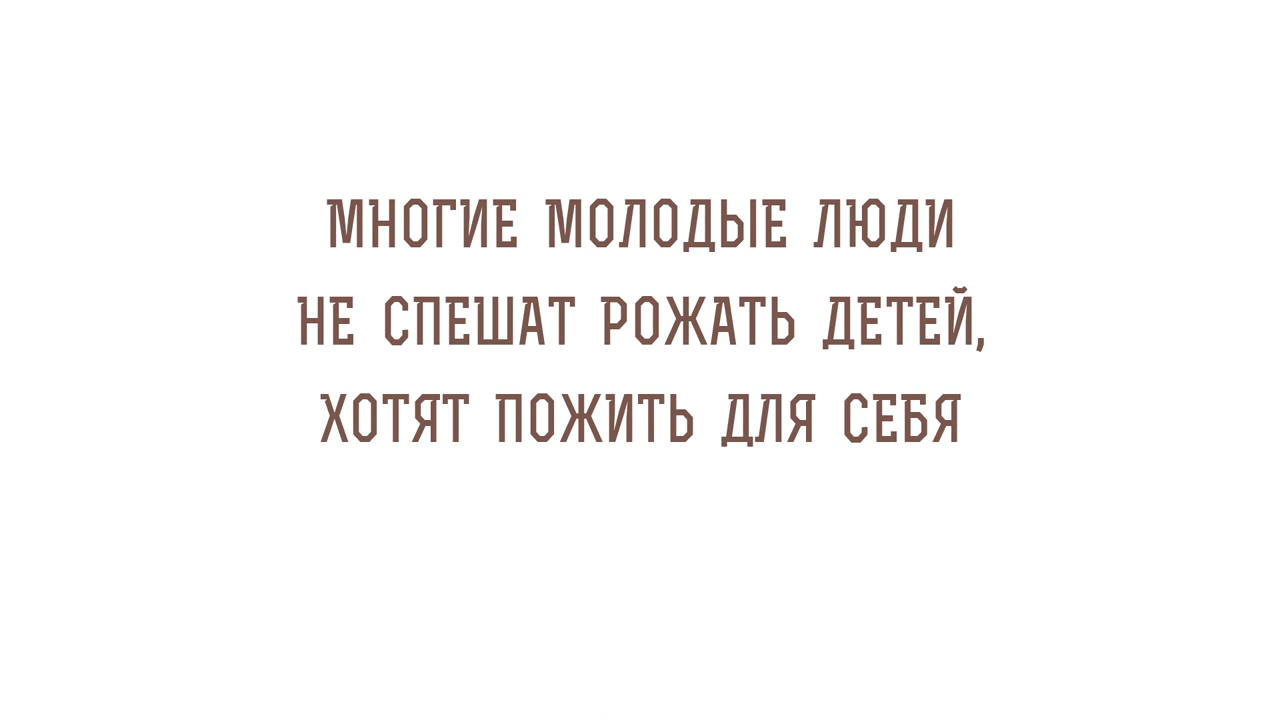 МНОГИЕ МОЛОДЫЕ ЛЮДИ
НЕ СПЕШАТ РОЖАТЬ ДЕТЕЙ,
ХОТЯТ ПОЖИТЬ ДЛЯ СЕБЯ